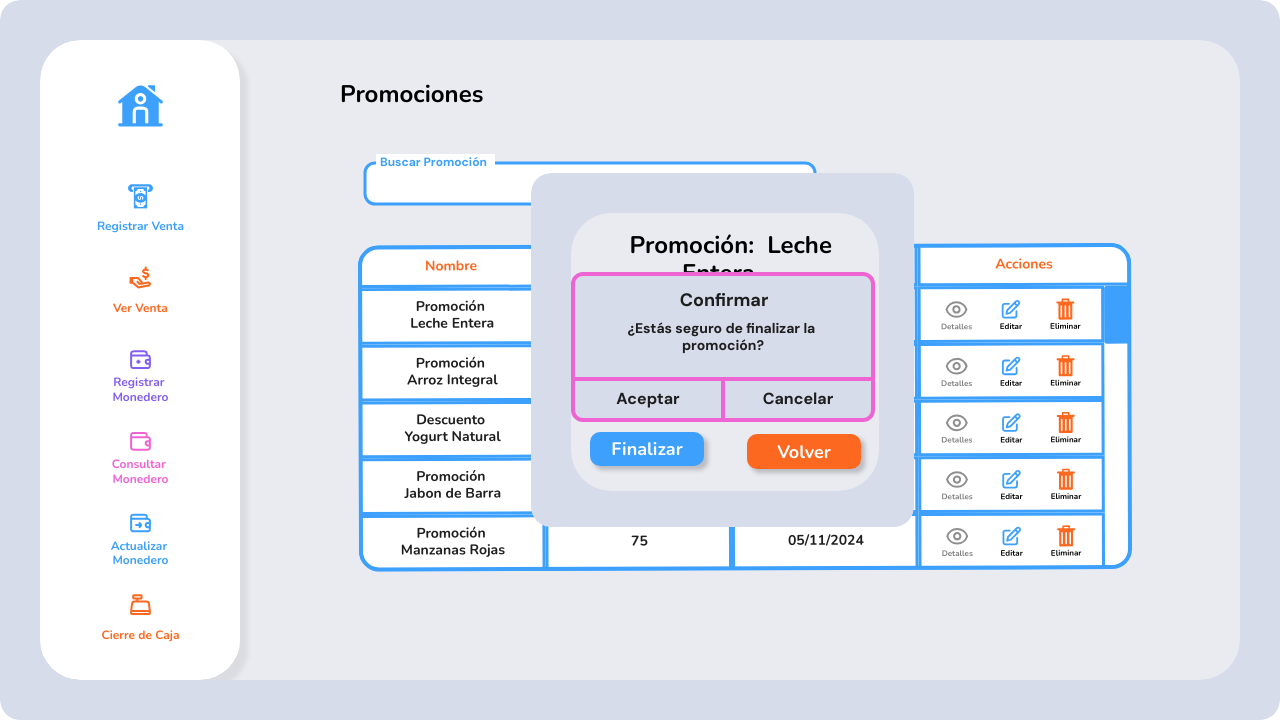 Promociones
Registrar Venta
Ver Venta
Registrar
Monedero
Consultar
Monedero
Actualizar
Monedero
Cierre de Caja
Buscar Promoción
Nombre
Acciones
Promoción
Leche Entera
Detalles
Editar
Eliminar
Promoción
Arroz Integral
Detalles
Editar
Eliminar
Descuento
Yogurt Natural
Detalles
Editar
Eliminar
Promoción
Jabon de Barra
Detalles
Editar
Eliminar
Promoción
Manzanas Rojas
75
05/11/2024
Detalles
Editar
Eliminar
Promoción: Leche
Entera
Confirmar
¿Estás seguro de finalizar la
promoción?
Aceptar
Cancelar
Finalizar
Volver